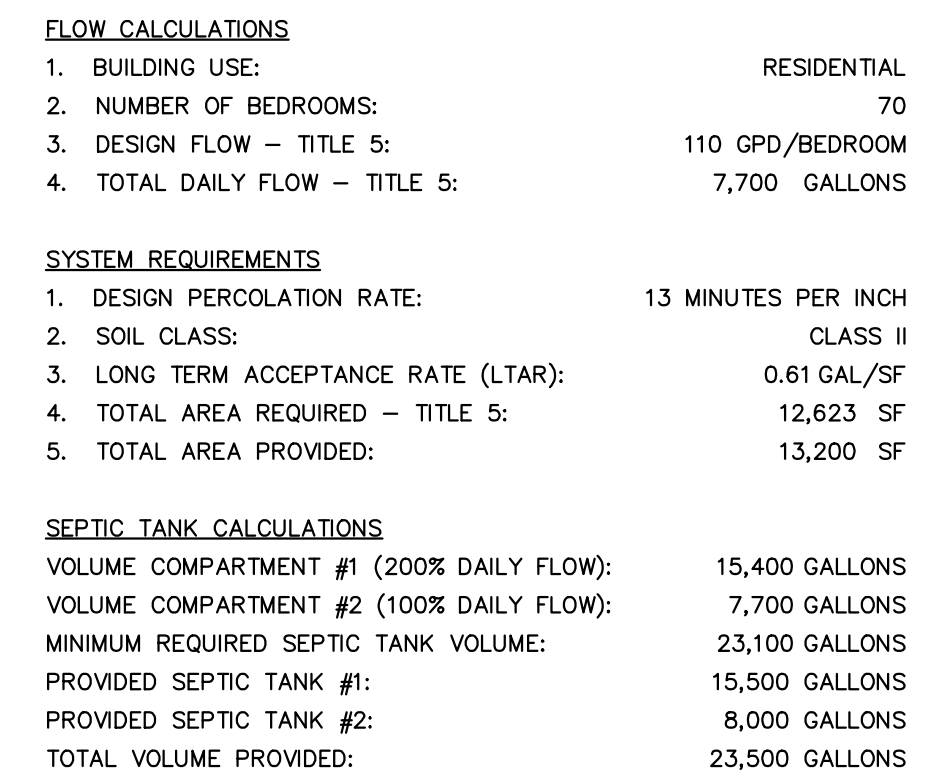 FLOW CALCULATIONS
1. BUILDING USE: RESIDENTIAL
2. NUMBER OF BEDROOMS: 70
3. DESIGN FLOW – TITLE 5: 110 GPD/BEDROOM
4. TOTAL DAILY FLOW – TITLE 5: 7,700 GALLONS
SYSTEM REQUIREMENTS
1. DESIGN PERCOLATION RATE: 13 MINUTES PER INCH
2. SOIL CLASS: CLASS II
3. LONG TERM ACCEPTANCE RATE (LTAR): 0.61 GAL/SF
4. TOTAL AREA REQUIRED – TITLE 5: 12,623 SF
5. TOTAL AREA PROVIDED: 13,200 SF
SEPTIC TANK CALCULATIONS
VOLUME COMPARTMENT #1 (200% DAILY FLOW): 15,400 GALLONS
VOLUME COMPARTMENT #2 (100% DAILY FLOW): 7,700 GALLONS
MINIMUM REQUIRED SEPTIC TANK VOLUME: 23,100 GALLONS
PROVIDED SEPTIC TANK #1: 15,500 GALLONS
PROVIDED SEPTIC TANK #2: 8,000 GALLONS
TOTAL VOLUME PROVIDED: 23,500 GALLONS